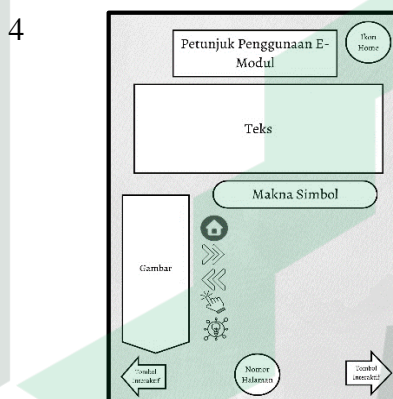 4
Petunjuk Penggunaan E-
Modul
Ikon
Home
Teks
Makna Simbol
Gambar
Tombol
Interaktif
Nomor
Halaman
Tombol
Interaktif